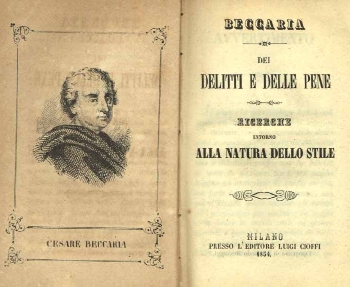 CESARE BECCARIA
BECCARIA
DEI
DELITTI E DELLE PENE
RICERCHE
INTORNO
ALLA NATURA DELLO STILE
MILANO
PRESSO L'EDITORE LUIGI CIOFFI
1854.